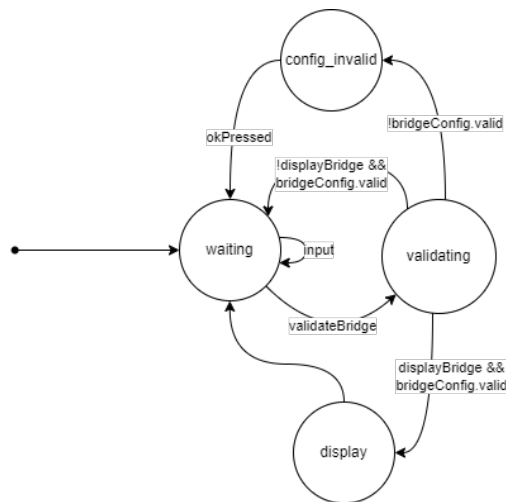 config_invalid
!bridgeConfig.valid
okPressed
!displayBridge &&
bridgeConfig.valid
waiting
input
validating
validateBridge
displayBridge &&
bridgeConfig.valid
display